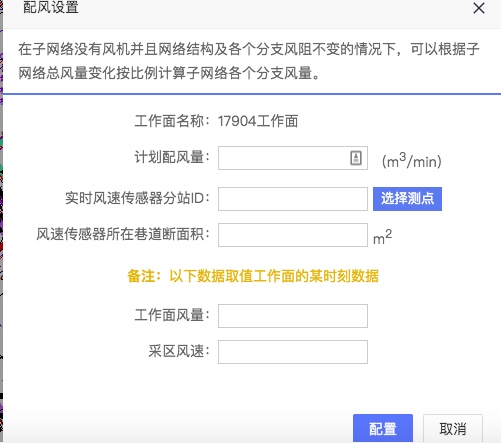 配风设置
在子网络没有风机并且网络结构及各个分支风阻不变的情况下，可以根据子
网络总风量变化按比例计算子网络各个分支风量。
工作面名称：17904工作面
计划配风量： (m³/min)
实时风速传感器分站ID： 选择测点
风速传感器所在巷道断面积： m²
备注：以下数据取值工作面的某时刻数据
工作面风量：
采区风速：
配置 取消